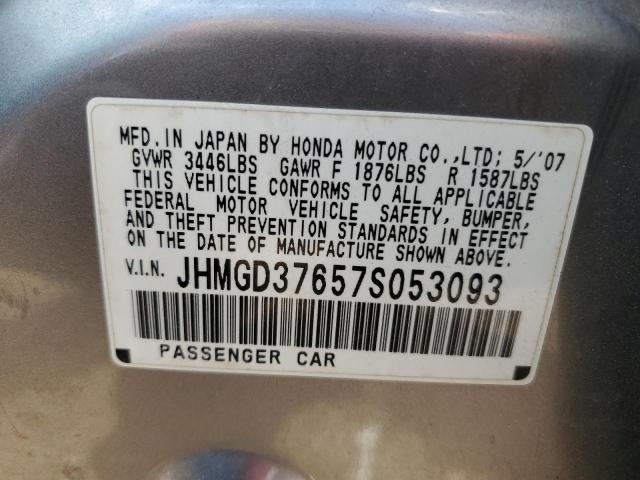 MFD. IN JAPAN BY HONDA MOTOR CO.,LTD; 5/'07
GVWR 3446LBS GAWR F 1876LBS R 1587LBS
THIS VEHICLE CONFORMS TO ALL APPLICABLE
FEDERAL MOTOR VEHICLE SAFETY, BUMPER,
AND THEFT PREVENTION STANDARDS IN EFFECT
ON THE DATE OF MANUFACTURE SHOWN ABOVE.
V.I.N. JHMGD37657S053093
PASSENGER CAR